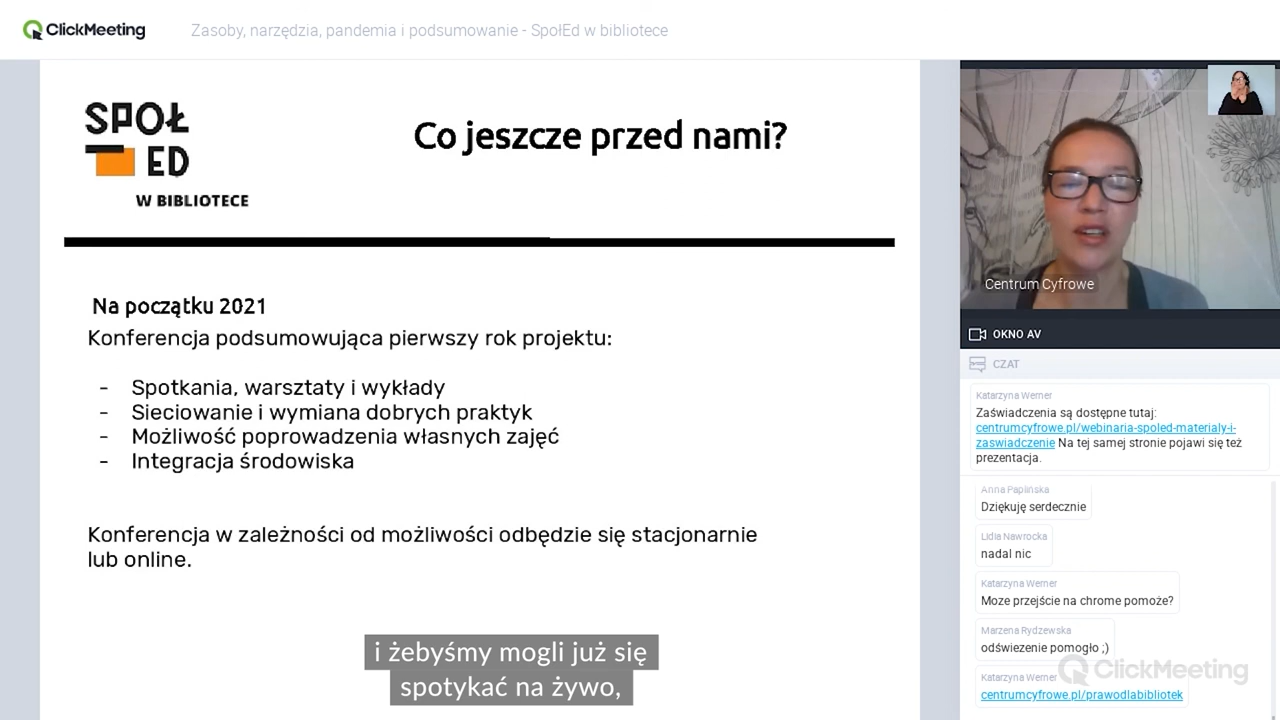 ClickMeeting
Zasoby, narzędzia, pandemia i podsumowanie - SpołEd w bibliotece
SPOŁ
ED
W BIBLIOTECE
Co jeszcze przed nami?
Na początku 2021
Konferencja podsumowująca pierwszy rok projektu:
- Spotkania, warsztaty i wykłady
- Sieciowanie i wymiana dobrych praktyk
- Możliwość poprowadzenia własnych zajęć
- Integracja środowiska
Konferencja w zależności od możliwości odbędzie się stacjonarnie
lub online.
i żebyśmy mogli już się
spotykać na żywo,
Centrum Cyfrowe
OKNO AV
CZAT
Katarzyna Werner
Zaświadczenia są dostępne tutaj:
centrumcyfrowe.pl/webinaria-spoled-materialy-i-
zaswiadczenie Na tej samej stronie pojawi się też
prezentacja.
Anna Paplińska
Dziękuję serdecznie
Lidia Nawrocka
nadal nic
Katarzyna Werner
Moze przejście na chrome pomoże?
Marzena Rydzewska
odświezenie pomogło ;)
Katarzyna Werner
centrumcyfrowe.pl/prawodlabibliotek
ClickMeeting